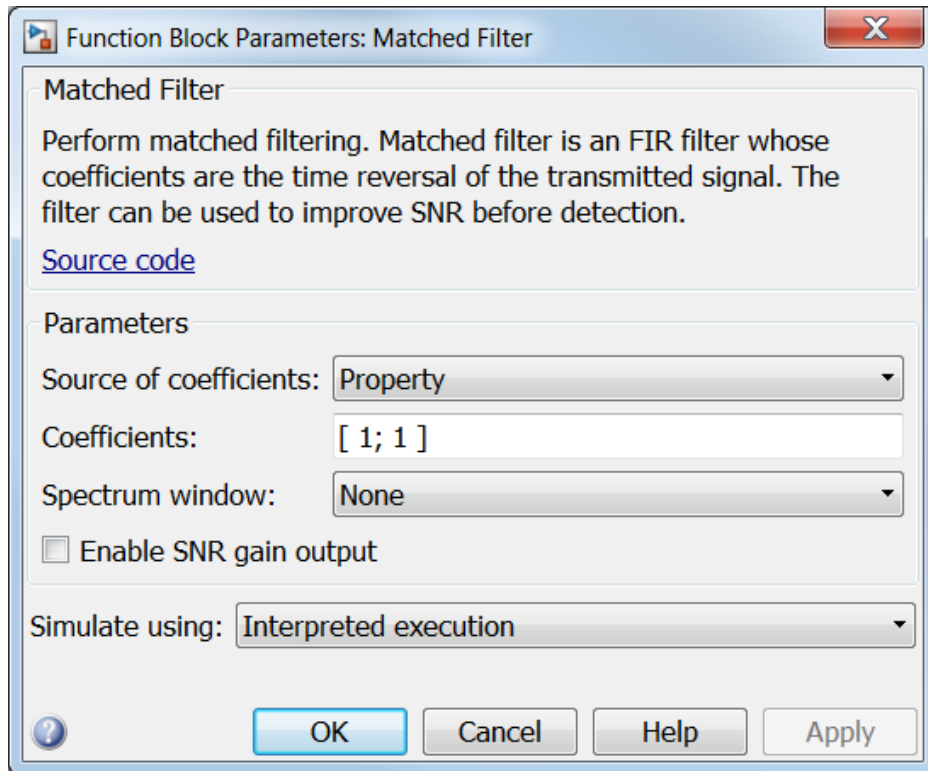 Function Block Parameters: Matched Filter
Matched Filter
Perform matched filtering. Matched filter is an FIR filter whose
coefficients are the time reversal of the transmitted signal. The
filter can be used to improve SNR before detection.
Source code
Parameters
Source of coefficients: Property
Coefficients: [ 1; 1 ]
Spectrum window: None
Enable SNR gain output
Simulate using: Interpreted execution
? OK Cancel Help Apply